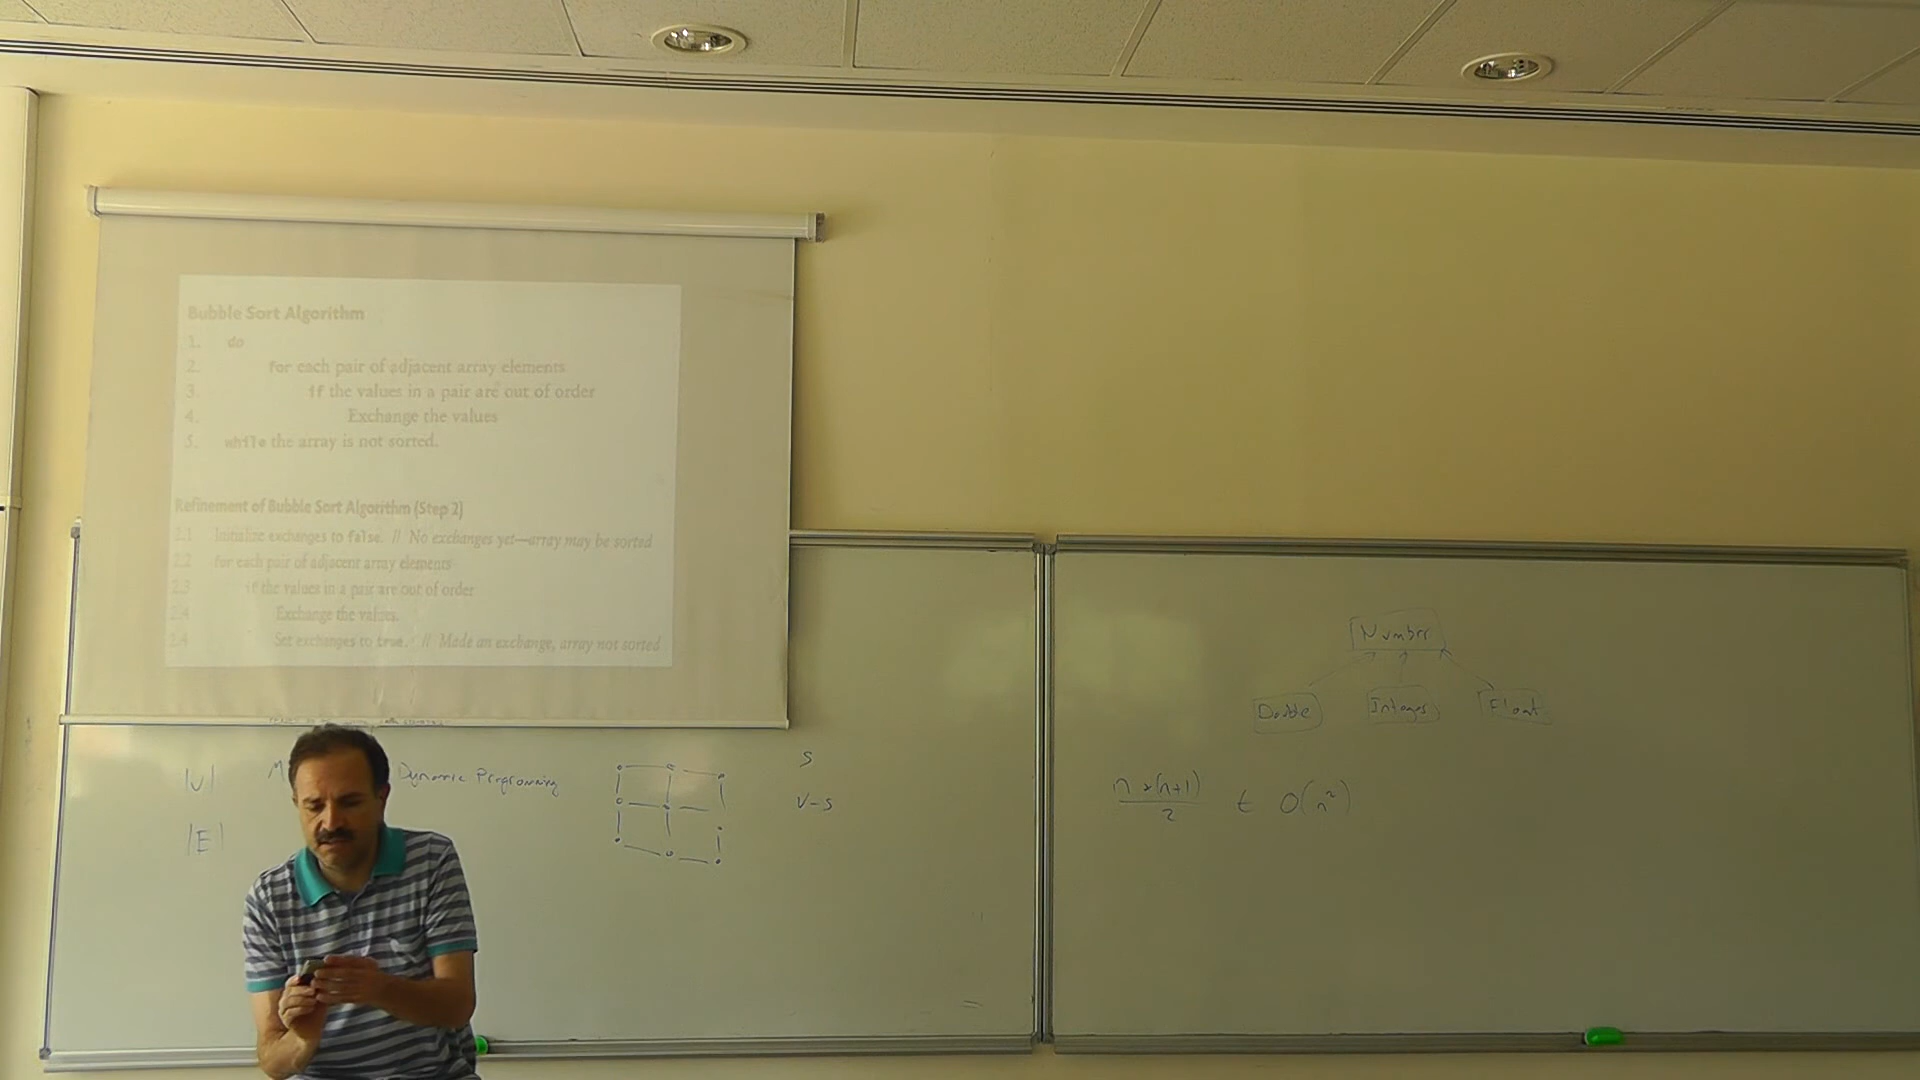 Bubble Sort Algorithm
1. do
2. for each pair of adjacent array elements
3. if the values in a pair are out of order
4. Exchange the values
5. while the array is not sorted.
Refinement of Bubble Sort Algorithm (Step 2)
2.1 Initialize exchanges to false. // No exchanges yet—array may be sorted
2.2 for each pair of adjacent array elements
2.3 if the values in a pair are out of order
2.4 Exchange the values.
2.4 Set exchanges to true. // Made an exchange, array not sorted
|V|
Dynamic Programming
|E|
S
V-S
Number
Double Integer Float
n*(n+1)/2 ∈ O(n²)